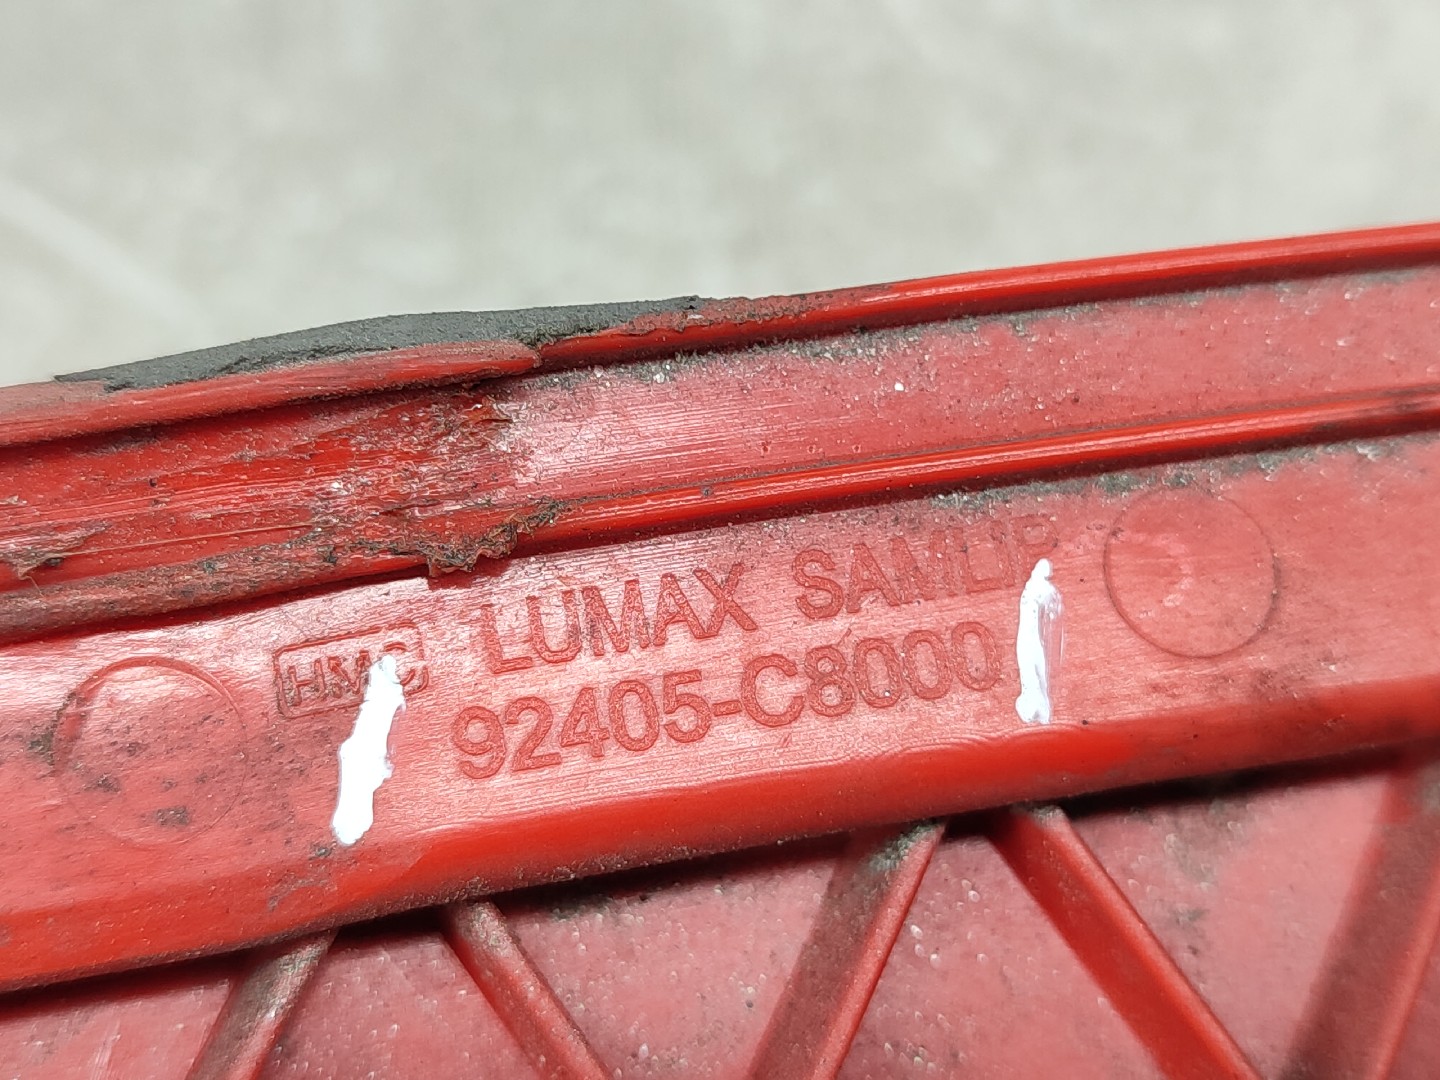 HMC
LUMAX SAMLIP
92405-C8000